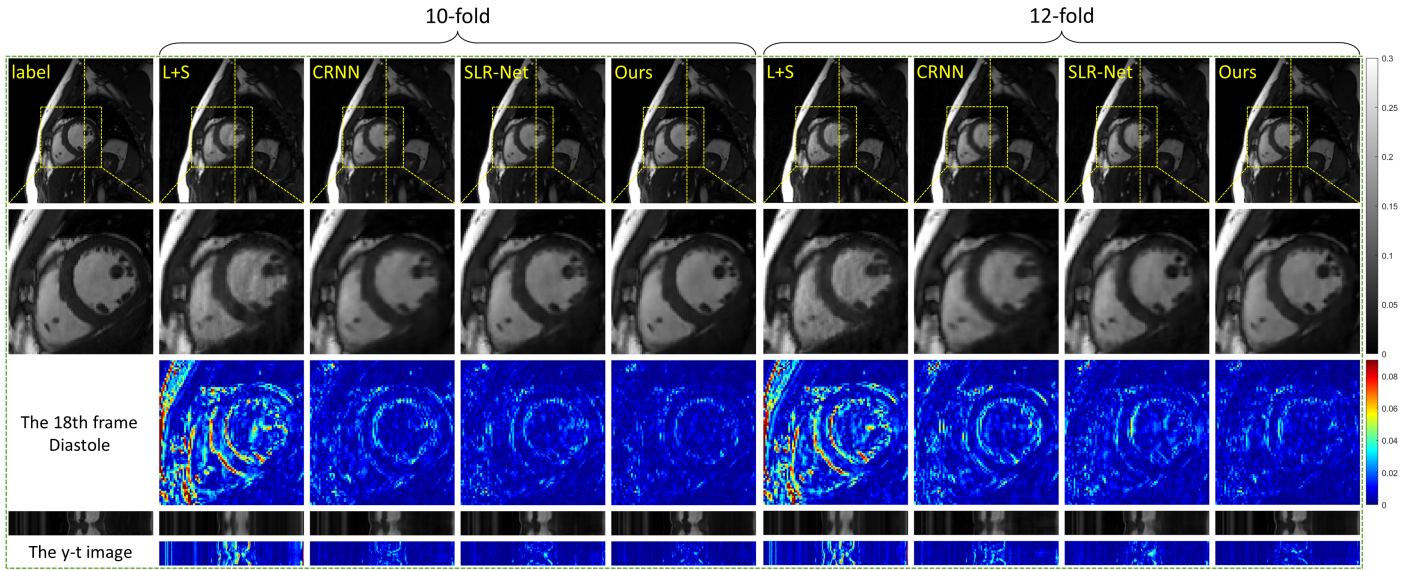 10-fold
12-fold
label
L+S
CRNN
SLR-Net
Ours
L+S
CRNN
SLR-Net
Ours
0.3
0.25
0.2
0.15
0.1
0.05
0
The 18th frame
Diastole
0.08
0.06
0.04
0.02
0
The y-t image